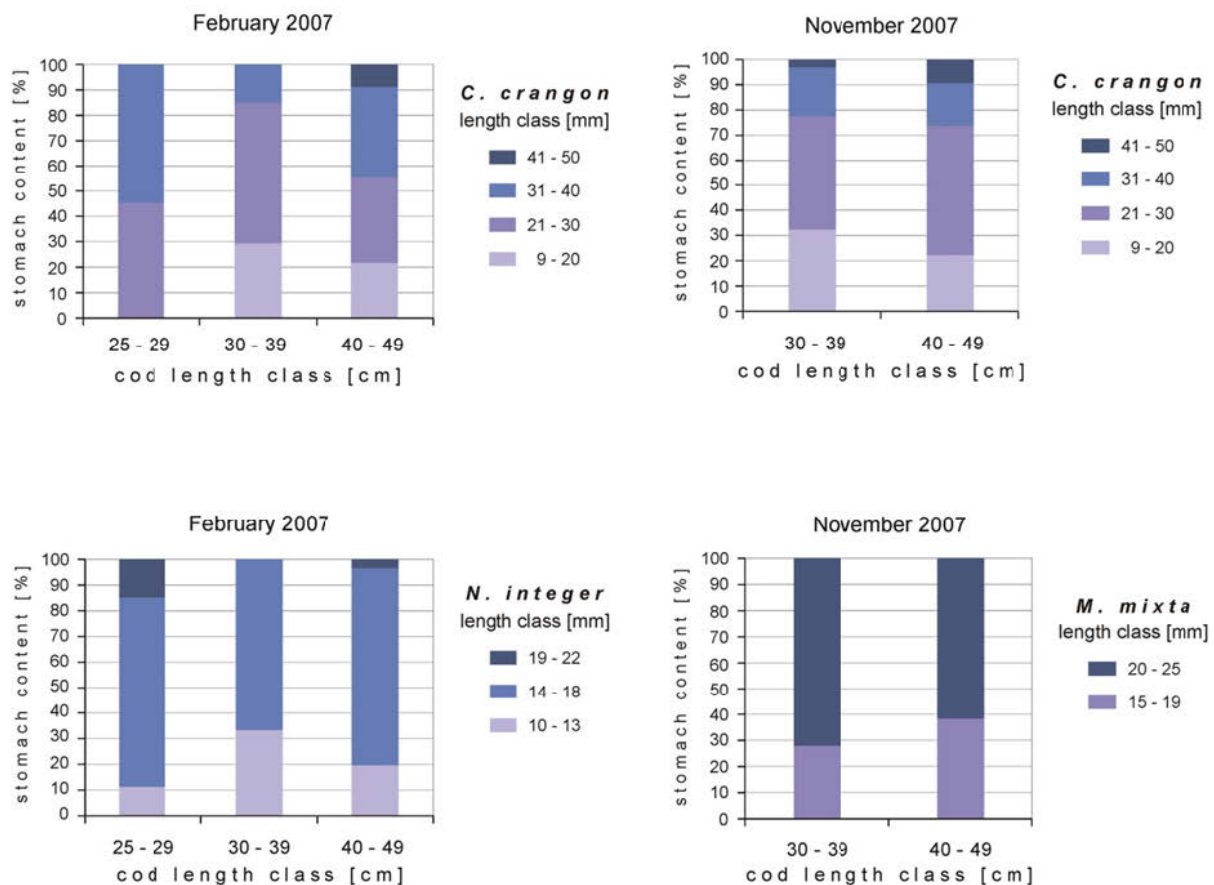 February 2007
stomach content [%]
100
90
80
70
60
50
40
30
20
10
0
25 - 29 30 - 39 40 - 49
cod length class [cm]
C. crangon
length class [mm]
41 - 50
31 - 40
21 - 30
9 - 20
November 2007
stomach content [%]
100
90
80
70
60
50
40
30
20
10
0
30 - 39 40 - 49
cod length class [cm]
C. crangon
length class [mm]
41 - 50
31 - 40
21 - 30
9 - 20
February 2007
stomach content [%]
100
90
80
70
60
50
40
30
20
10
0
25 - 29 30 - 39 40 - 49
cod length class [cm]
N. integer
length class [mm]
19 - 22
14 - 18
10 - 13
November 2007
stomach content [%]
100
90
80
70
60
50
40
30
20
10
0
30 - 39 40 - 49
cod length class [cm]
M. mixta
length class [mm]
20 - 25
15 - 19